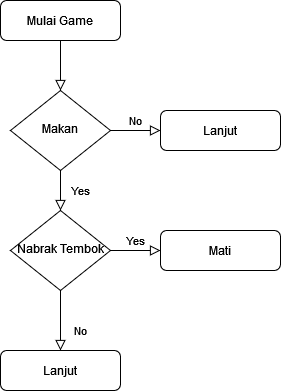 Mulai Game
Makan
No
Lanjut
Yes
Nabrak Tembok
Yes
Mati
No
Lanjut